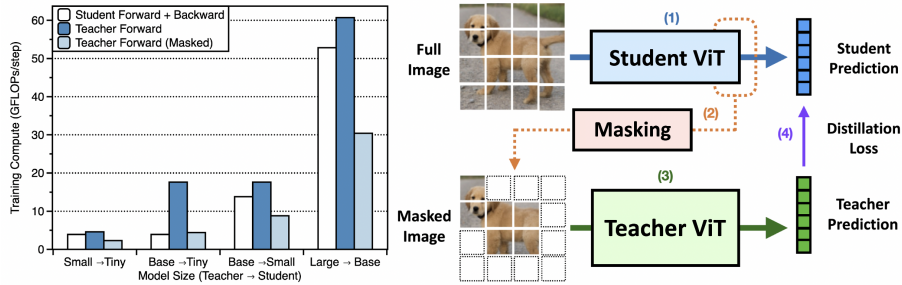 Training Compute (GFLOPs/step)
60
50
40
30
20
10
0
Student Forward + Backward
Teacher Forward
Teacher Forward (Masked)
Small →Tiny
Base →Tiny
Base →Small
Large → Base
Model Size (Teacher → Student)
Full
Image
(1)
Student ViT
Student
Prediction
(2)
Masking
(4)
Distillation
Loss
Masked
Image
(3)
Teacher ViT
Teacher
Prediction